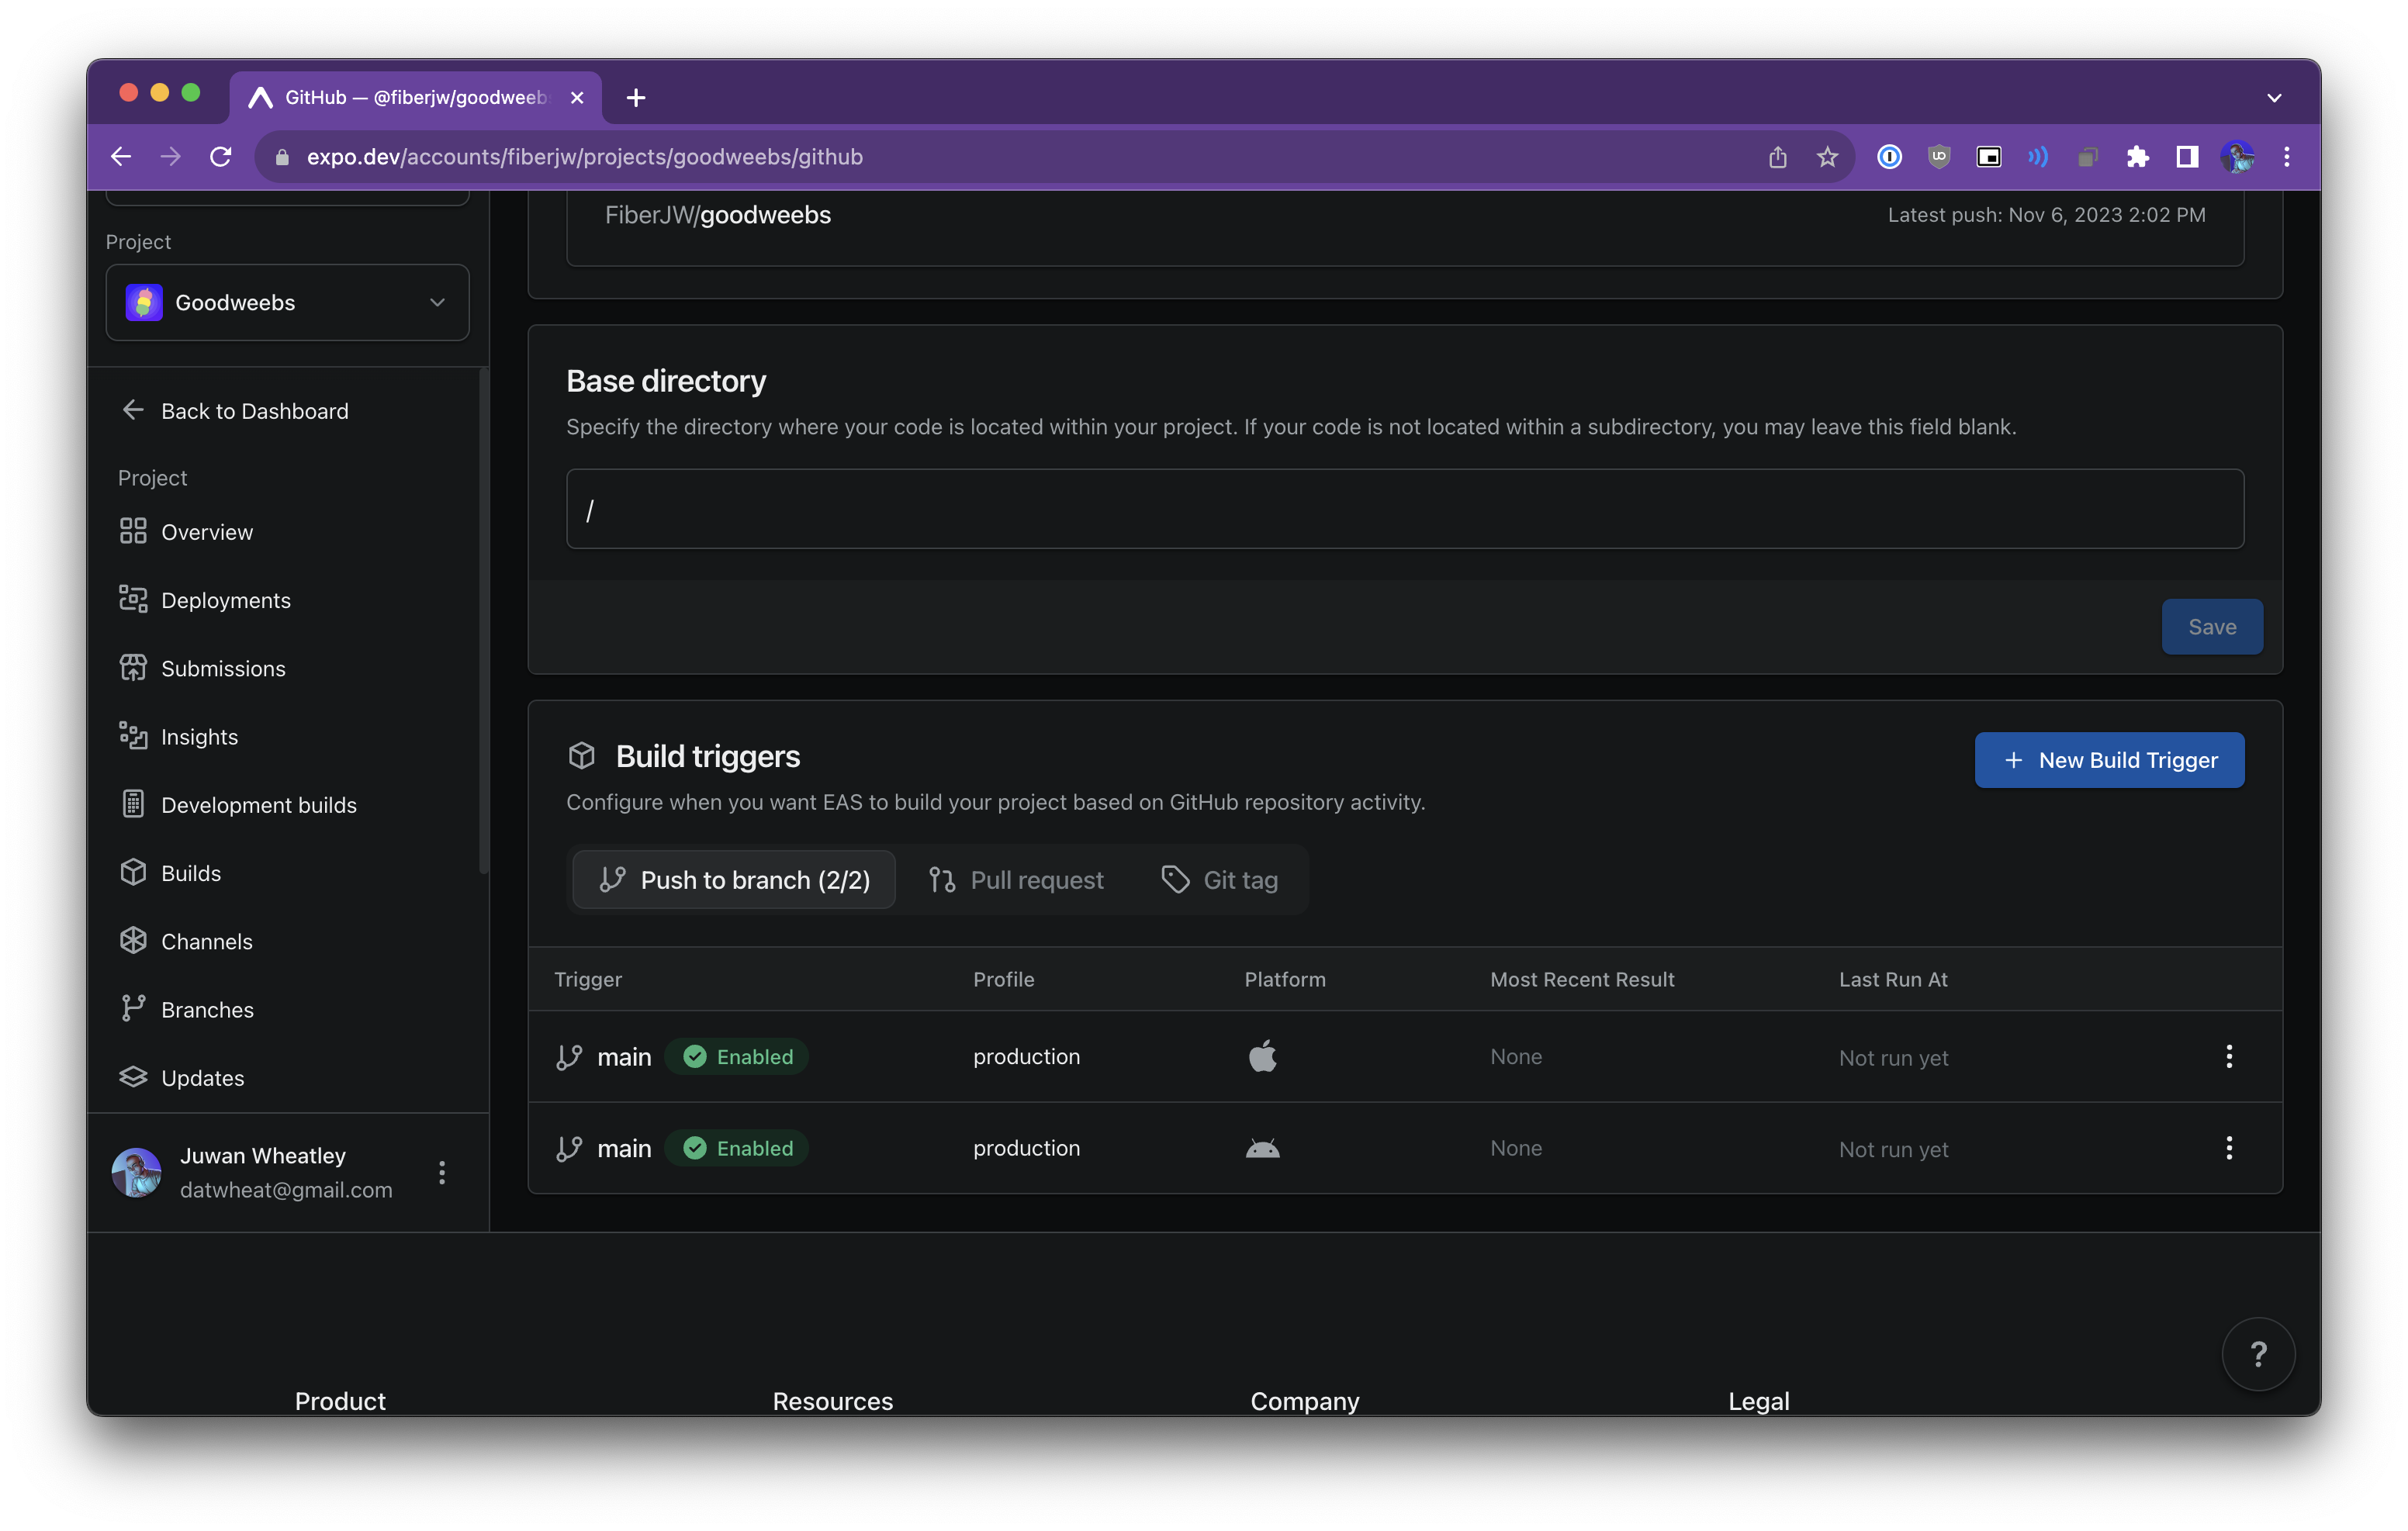 GitHub — @fiberjw/goodweebs
expo.dev/accounts/fiberjw/projects/goodweebs/github
Project
Goodweebs
Back to Dashboard
Project
Overview
Deployments
Submissions
Insights
Development builds
Builds
Channels
Branches
Updates
Juwan Wheatley
datwheat@gmail.com
FiberJW/goodweebs
Latest push: Nov 6, 2023 2:02 PM
Base directory
Specify the directory where your code is located within your project. If your code is not located within a subdirectory, you may leave this field blank.
/
Save
Build triggers
New Build Trigger
Configure when you want EAS to build your project based on GitHub repository activity.
Push to branch (2/2) Pull request Git tag
Trigger Profile Platform Most Recent Result Last Run At
main Enabled production None Not run yet
main Enabled production None Not run yet
?
Product Resources Company Legal